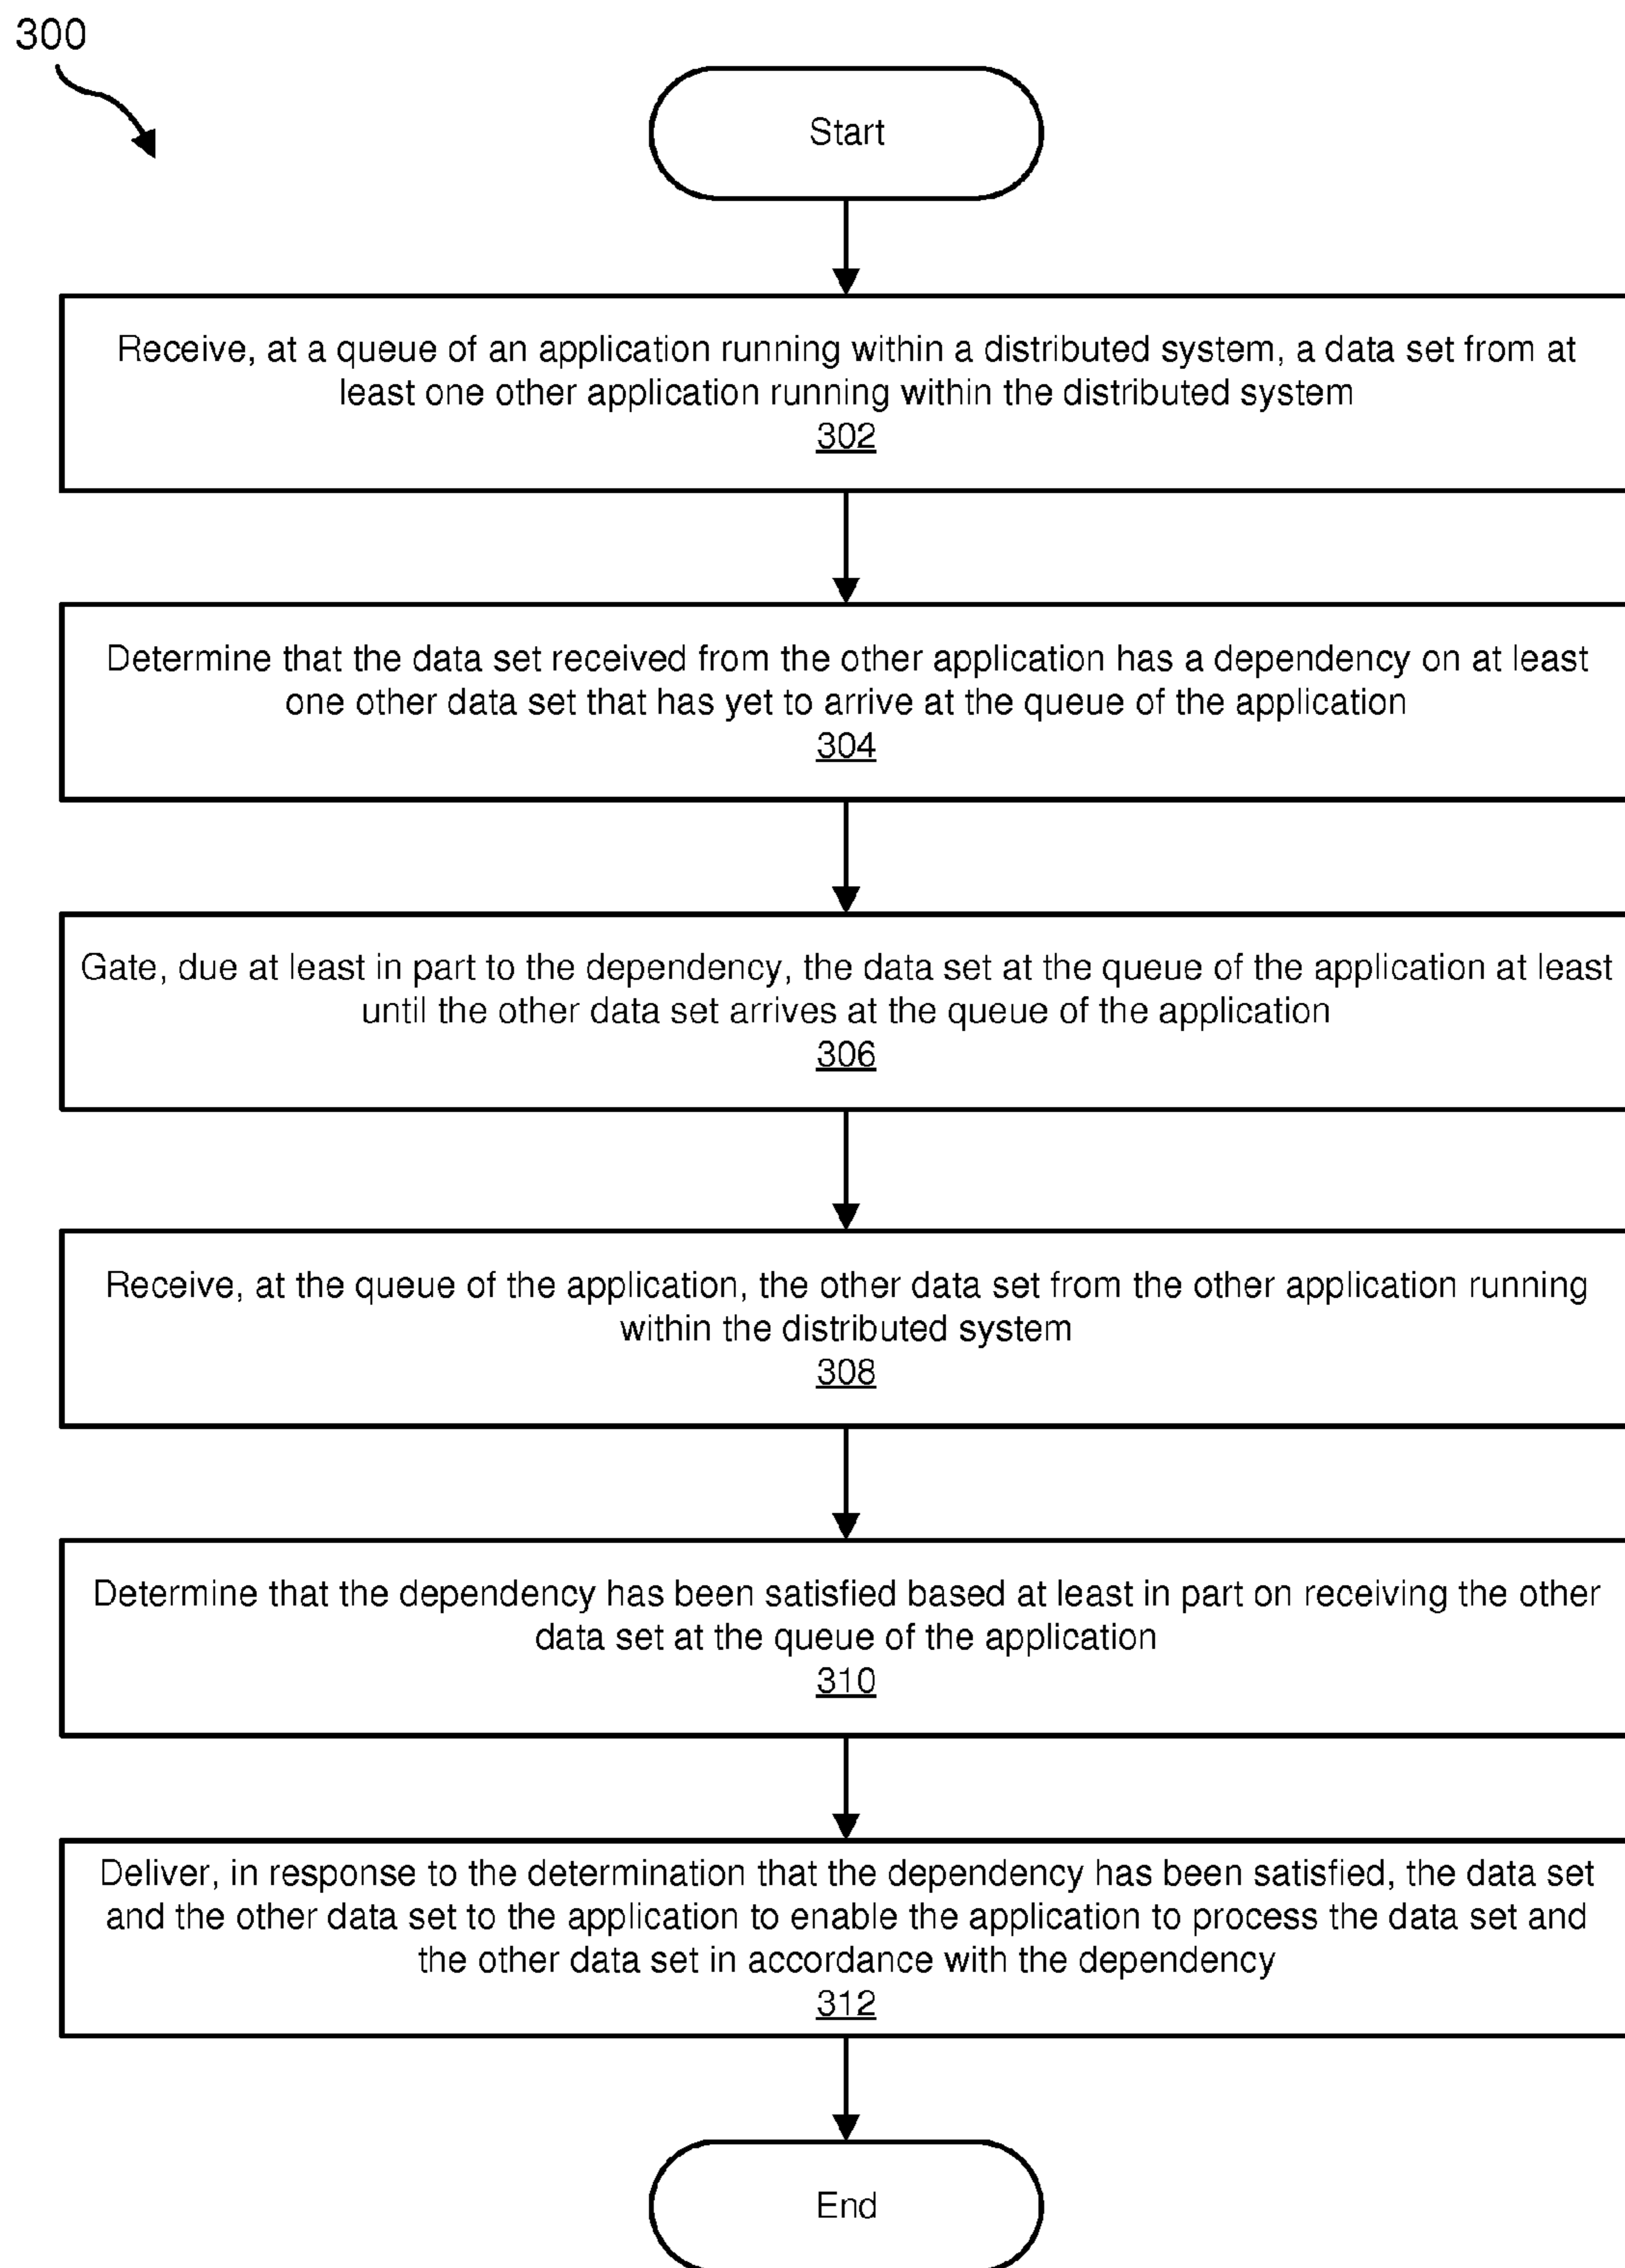 300
Start
Receive, at a queue of an application running within a distributed system, a data set from at
least one other application running within the distributed system
302
Determine that the data set received from the other application has a dependency on at least
one other data set that has yet to arrive at the queue of the application
304
Gate, due at least in part to the dependency, the data set at the queue of the application at least
until the other data set arrives at the queue of the application
306
Receive, at the queue of the application, the other data set from the other application running
within the distributed system
308
Determine that the dependency has been satisfied based at least in part on receiving the other
data set at the queue of the application
310
Deliver, in response to the determination that the dependency has been satisfied, the data set
and the other data set to the application to enable the application to process the data set and
the other data set in accordance with the dependency
312
End